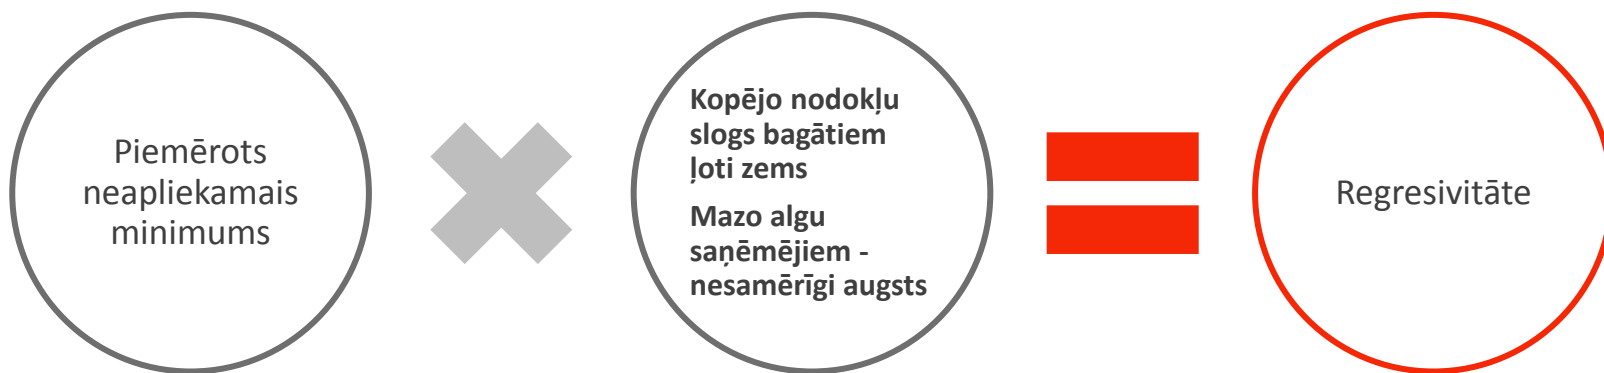 Piemērots
neapliekamais
minimums
Kopējo nodokļu
slogs bagātiem
ļoti zems
Mazo algu
saņēmējiem -
nesamērīgi augsts
Regresivitāte